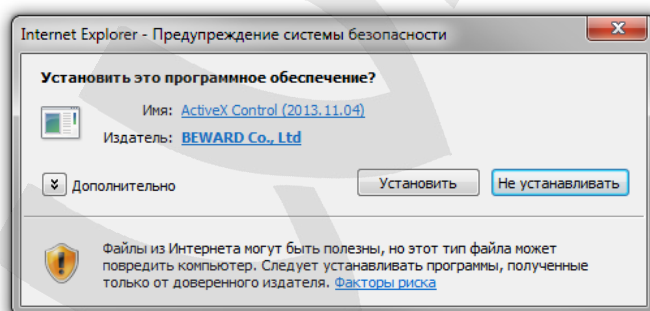 Internet Explorer - Предупреждение системы безопасности
Установить это программное обеспечение?
Имя: ActiveX Control (2013.11.04)
Издатель: BEWARD Co., Ltd
Дополнительно
Установить
Не устанавливать
Файлы из Интернета могут быть полезны, но этот тип файла может
повредить компьютер. Следует устанавливать программы, полученные
только от доверенного издателя. Факторы риска